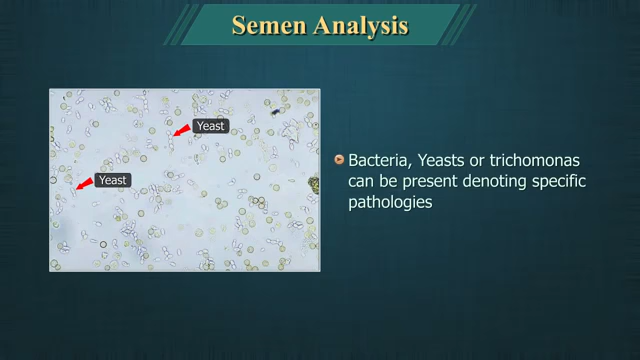 Semen Analysis
Yeast
Yeast
Bacteria, Yeasts or trichomonas
can be present denoting specific
pathologies